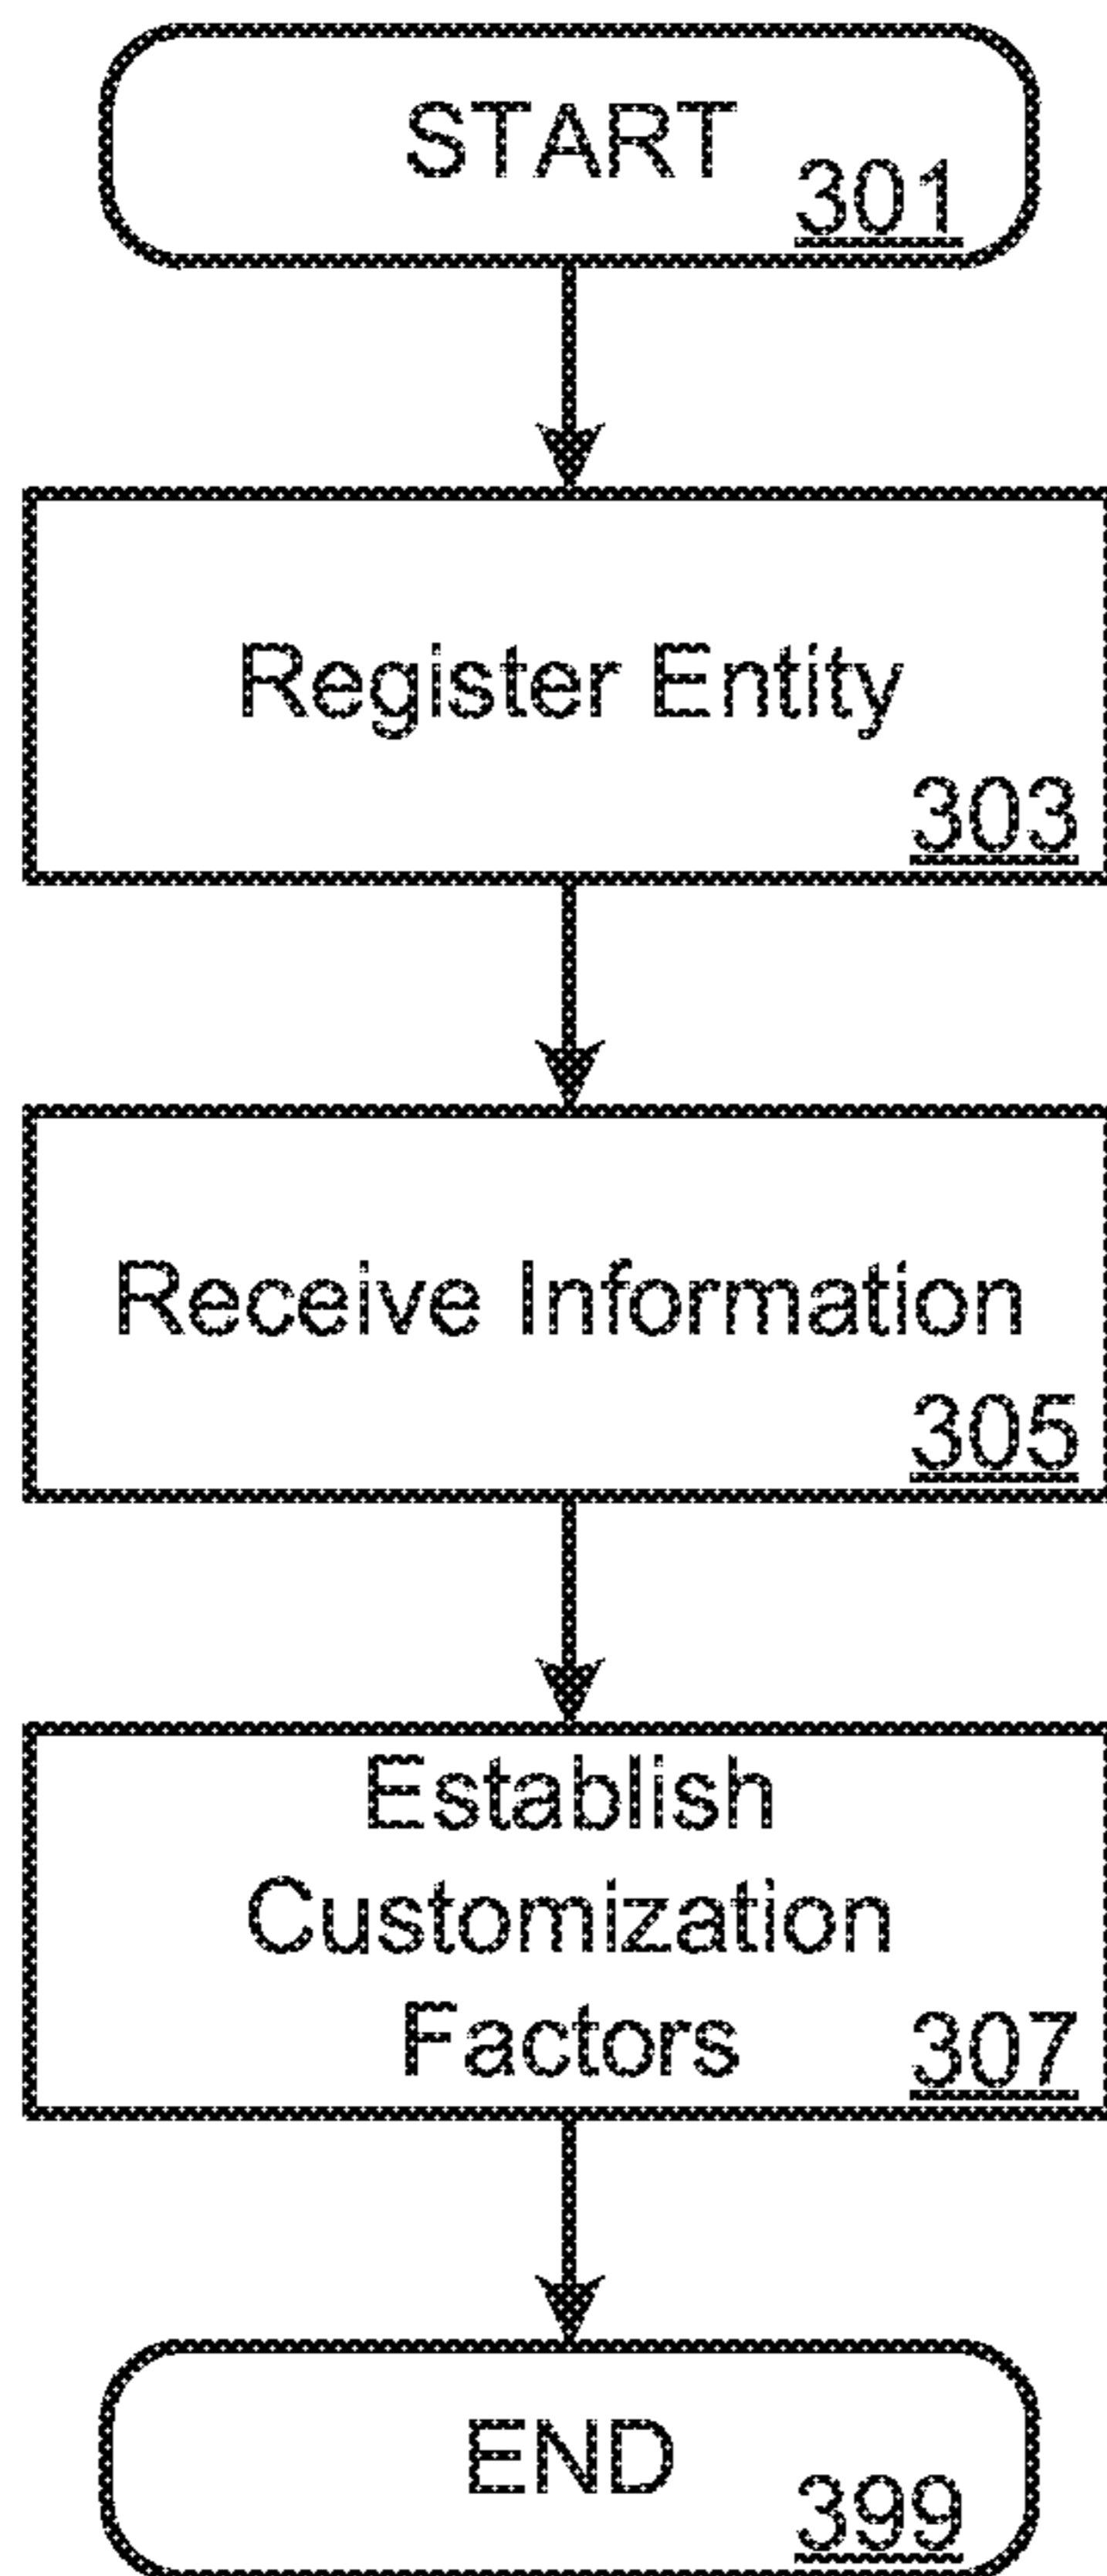 START
301
Register Entity
303
Receive Information
305
Establish
Customization
Factors
307
END
399